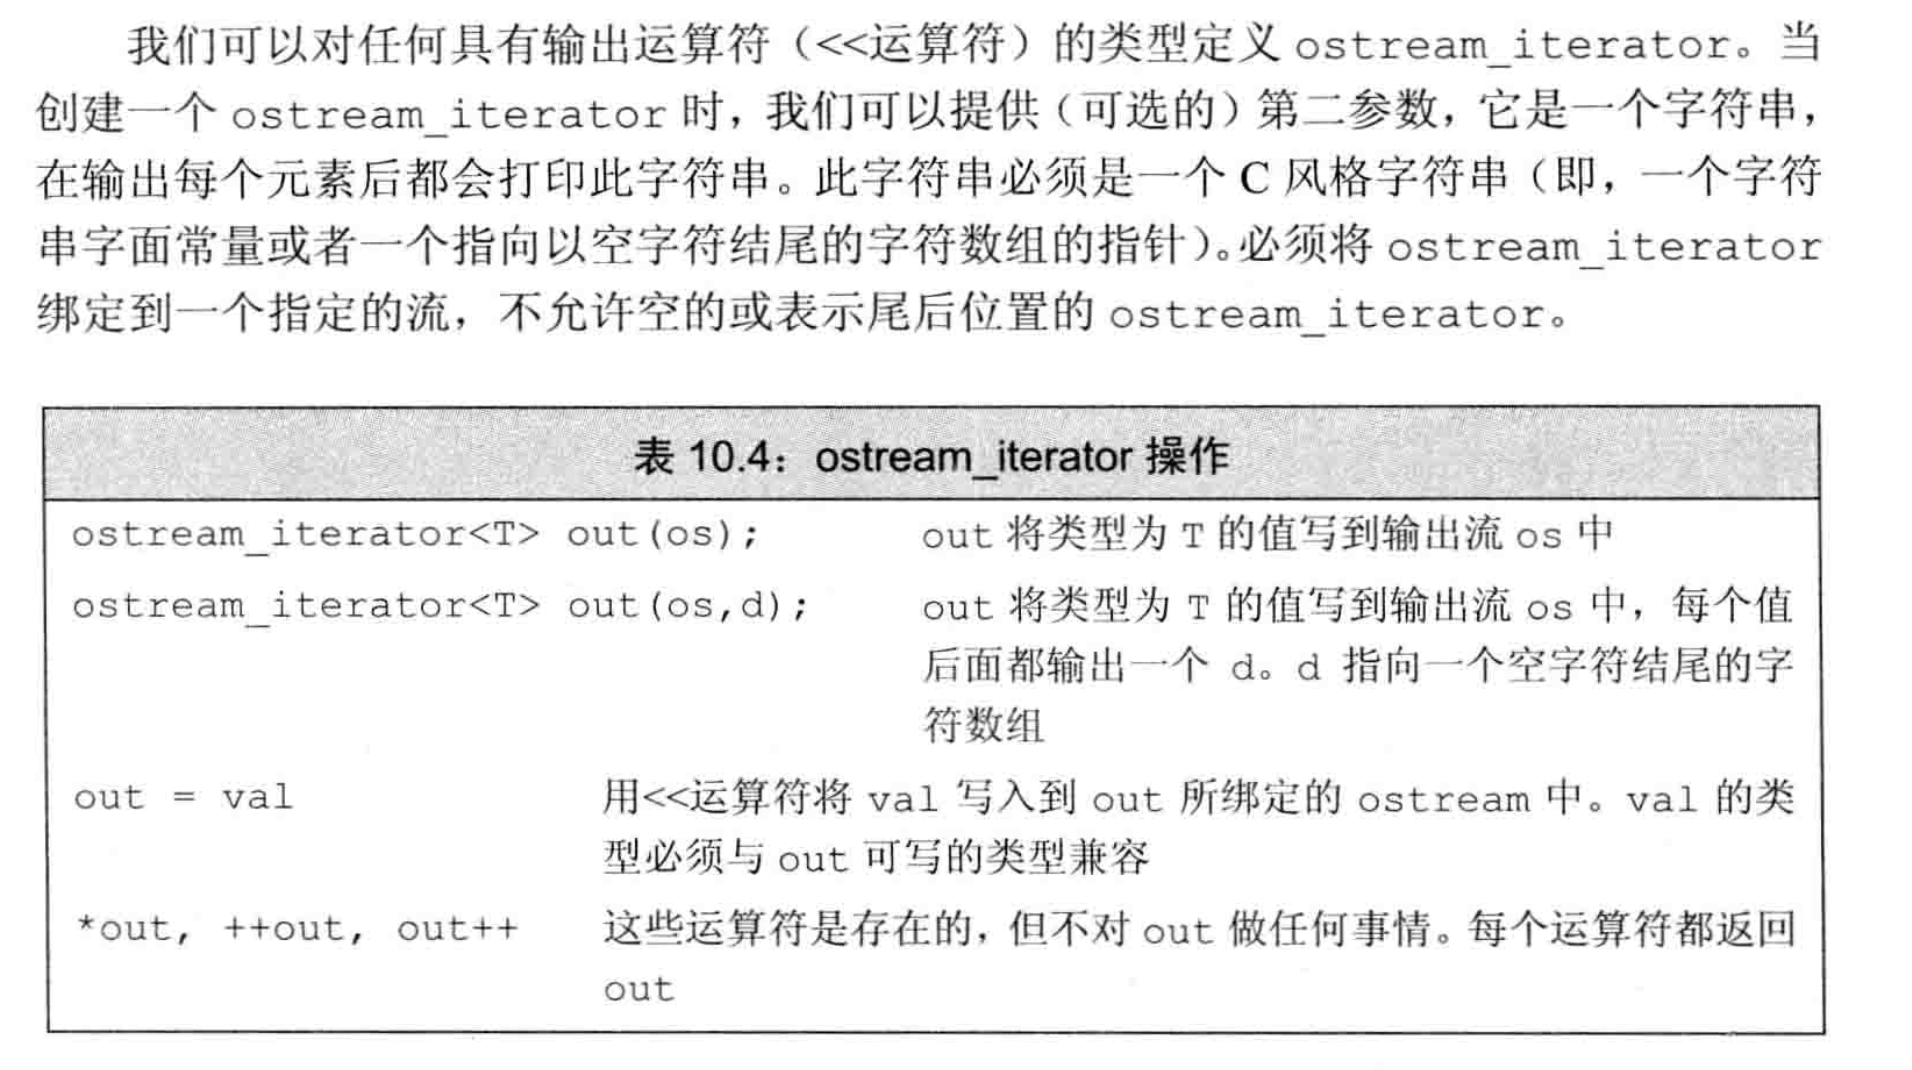 我们可以对任何具有输出运算符（<<运算符）的类型定义 ostream_iterator。当
创建一个 ostream_iterator 时，我们可以提供（可选的）第二参数，它是一个字符串，
在输出每个元素后都会打印此字符串。此字符串必须是一个 C 风格字符串（即，一个字符
串字面常量或者一个指向以空字符结尾的字符数组的指针）。必须将 ostream_iterator
绑定到一个指定的流，不允许空的或表示尾后位置的 ostream_iterator。
表 10.4：ostream_iterator 操作
ostream_iterator<T> out(os); out 将类型为 T 的值写到输出流 os 中
ostream_iterator<T> out(os,d); out 将类型为 T 的值写到输出流 os 中，每个值
后面都输出一个 d。d 指向一个空字符结尾的字
符数组
out = val 用<<运算符将 val 写入到 out 所绑定的 ostream 中。val 的类
型必须与 out 可写的类型兼容
*out, ++out, out++ 这些运算符是存在的，但不对 out 做任何事情。每个运算符都返回
out